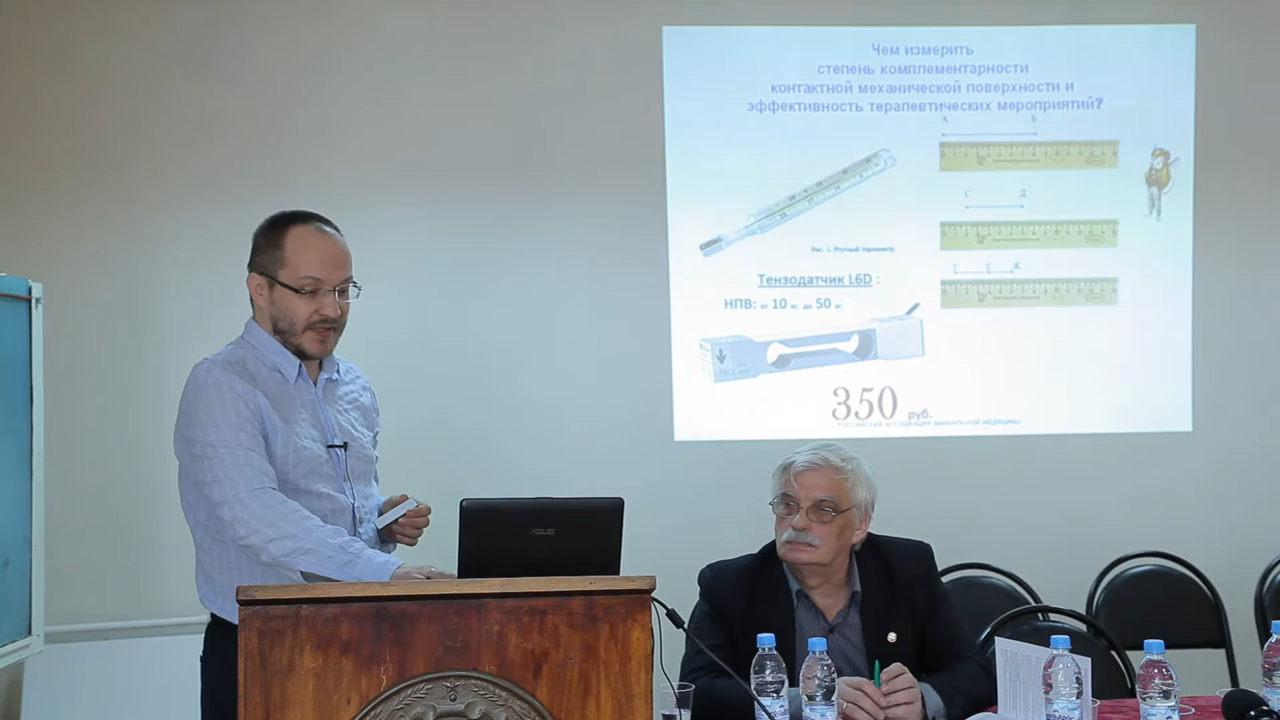 Чем измерить
степень комплементарности
контактной механической поверхности и
эффективность терапевтических мероприятий?
А Б
С Д
Рис. 1. Ртутный термометр
Тензодатчик L6D :
НПВ: от 10 кг. до 50 кг.
350 руб.
РОССИЙСКАЯ АССОЦИАЦИЯ МАНУАЛЬНОЙ МЕДИЦИНЫ